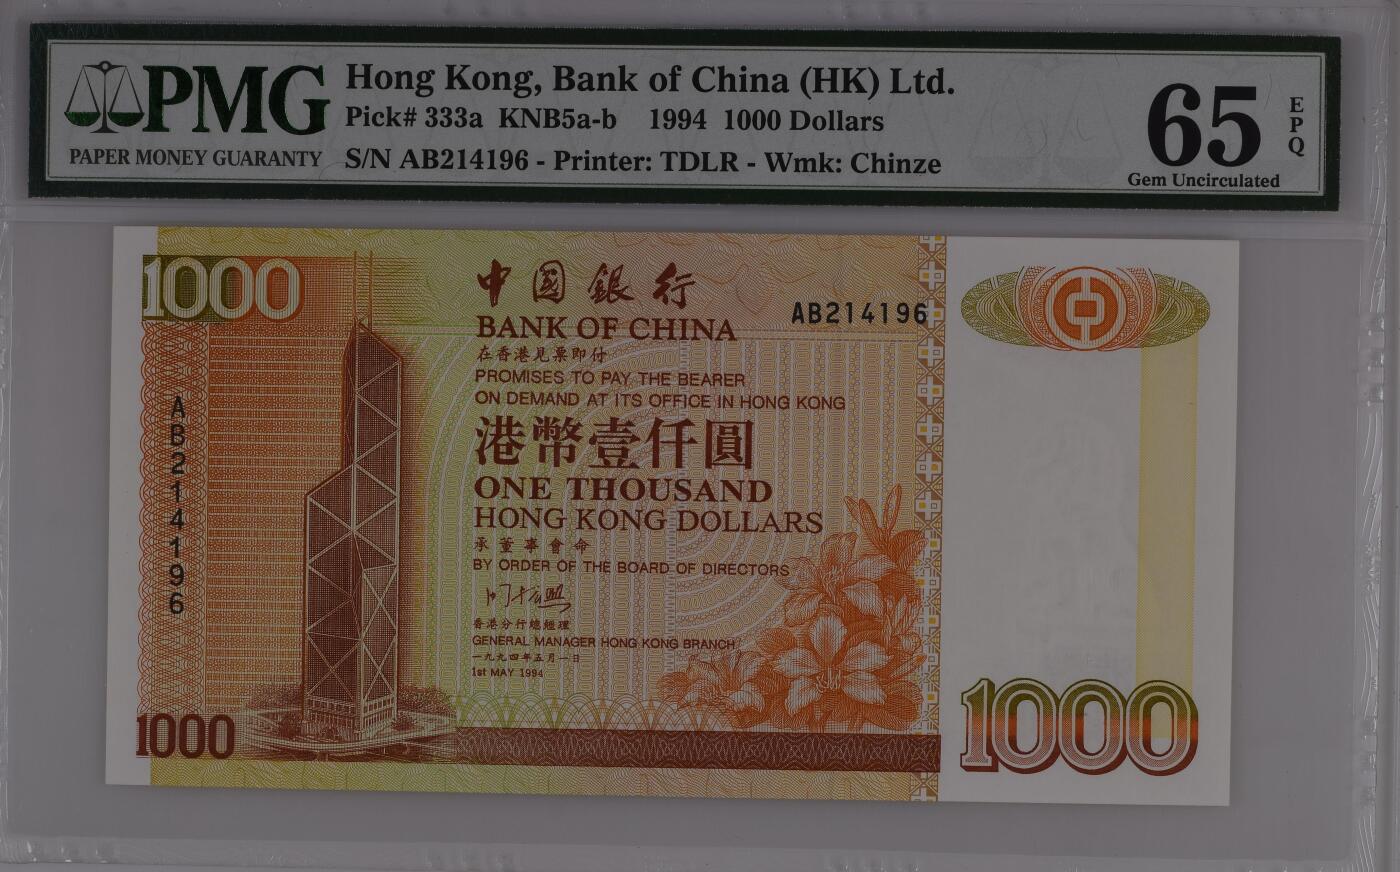 PMG
PAPER MONEY GUARANTY
Hong Kong, Bank of China (HK) Ltd.
Pick# 333a KNB5a-b 1994 1000 Dollars
S/N AB214196 - Printer: TDLR - Wmk: Chinze
65
EPQ
Gem Uncirculated
1000
中國銀行
BANK OF CHINA
AB214196
在香港見票即付
PROMISES TO PAY THE BEARER
ON DEMAND AT ITS OFFICE IN HONG KONG
港幣壹仟圓
ONE THOUSAND
HONG KONG DOLLARS
承董事會命
BY ORDER OF THE BOARD OF DIRECTORS
香港分行總經理
GENERAL MANAGER HONG KONG BRANCH
一九九四年五月一日
1st MAY 1994
AB214196
1000
1000